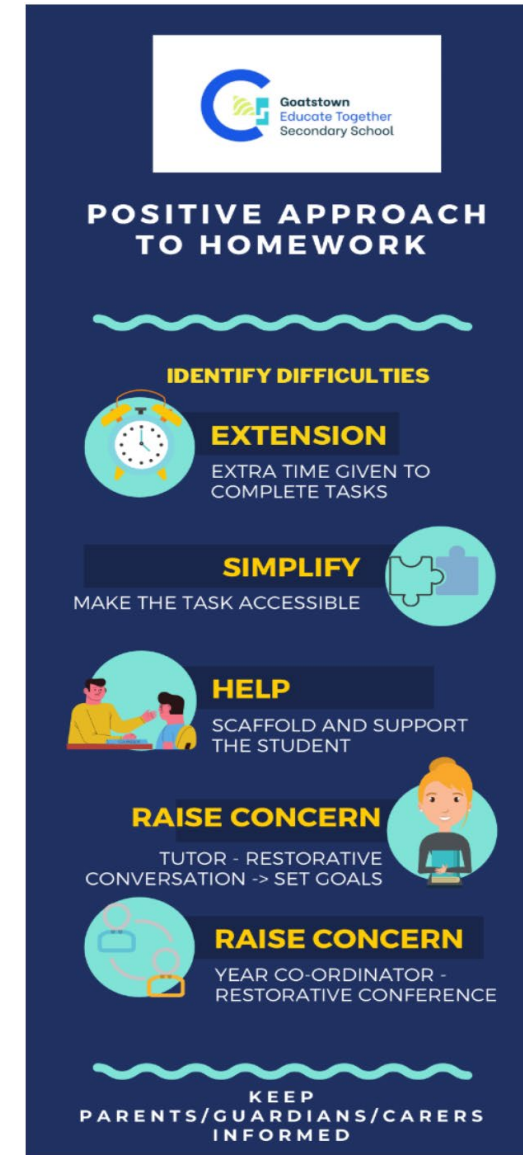 Goatstown
Educate Together
Secondary School
POSITIVE APPROACH
TO HOMEWORK
IDENTIFY DIFFICULTIES
EXTENSION
EXTRA TIME GIVEN TO
COMPLETE TASKS
SIMPLIFY
MAKE THE TASK ACCESSIBLE
HELP
SCAFFOLD AND SUPPORT
THE STUDENT
RAISE CONCERN
TUTOR - RESTORATIVE
CONVERSATION -> SET GOALS
RAISE CONCERN
YEAR CO-ORDINATOR -
RESTORATIVE CONFERENCE
KEEP
PARENTS/GUARDIANS/CARERS
INFORMED